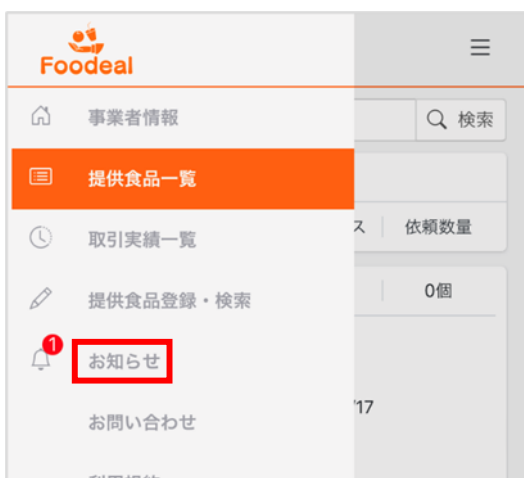 Foodeal
事業者情報
検索
提供食品一覧
取引実績一覧
ス
依頼数量
提供食品登録・検索
0個
1
お知らせ
お問い合わせ
/17